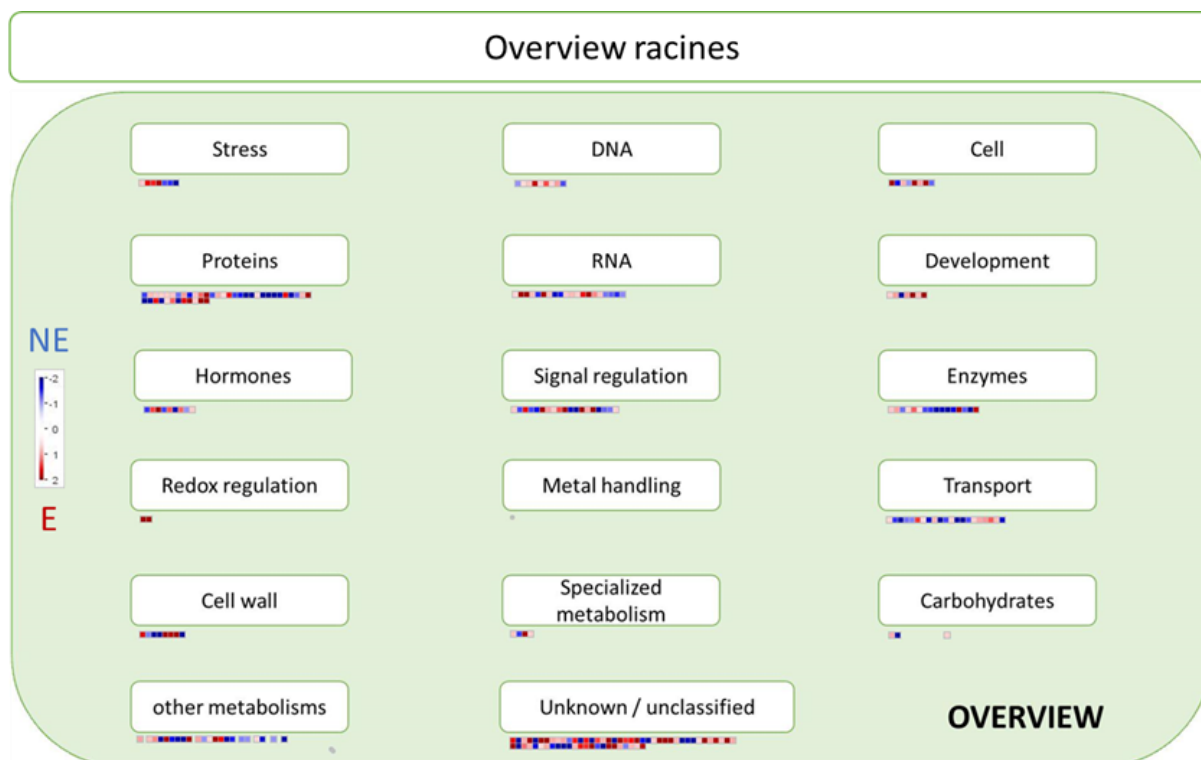 Overview racines
Stress
DNA
Cell
Proteins
RNA
Development
NE
-2
-1
0
1
2
E
Hormones
Signal regulation
Enzymes
Redox regulation
Metal handling
Transport
Cell wall
Specialized
metabolism
Carbohydrates
other metabolisms
Unknown / unclassified
OVERVIEW